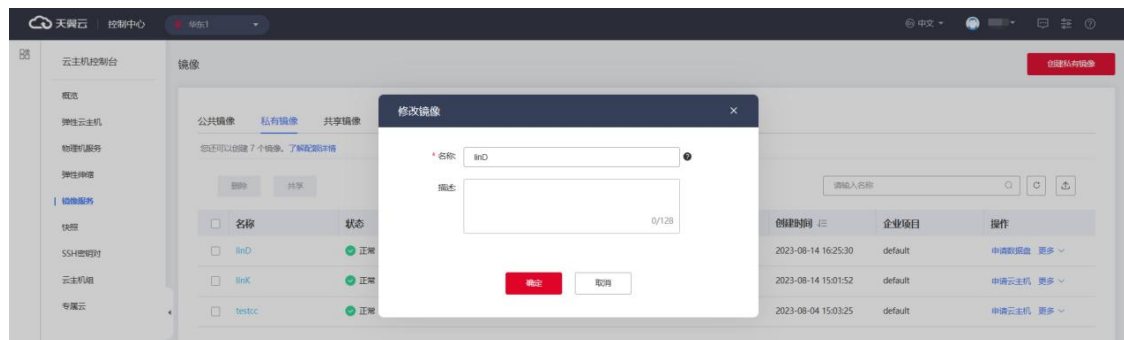 天翼云 控制中心 华东1 中文
云主机控制台
镜像
创建私有镜像
概览
弹性云主机
物理机服务
弹性伸缩
镜像服务
快照
SSH密钥对
云主机组
专属云
公共镜像 私有镜像 共享镜像
您还可以创建 7 个镜像。了解配额详情
删除 共享
请输入名称
名称 状态 创建时间 企业项目 操作
linD 正常 2023-08-14 16:25:30 default 申请数据盘 更多
linK 正常 2023-08-14 15:01:52 default 申请云主机 更多
testcc 正常 2023-08-04 15:03:25 default 申请云主机 更多
修改镜像
* 名称: linD
描述:
0/128
确定 取消